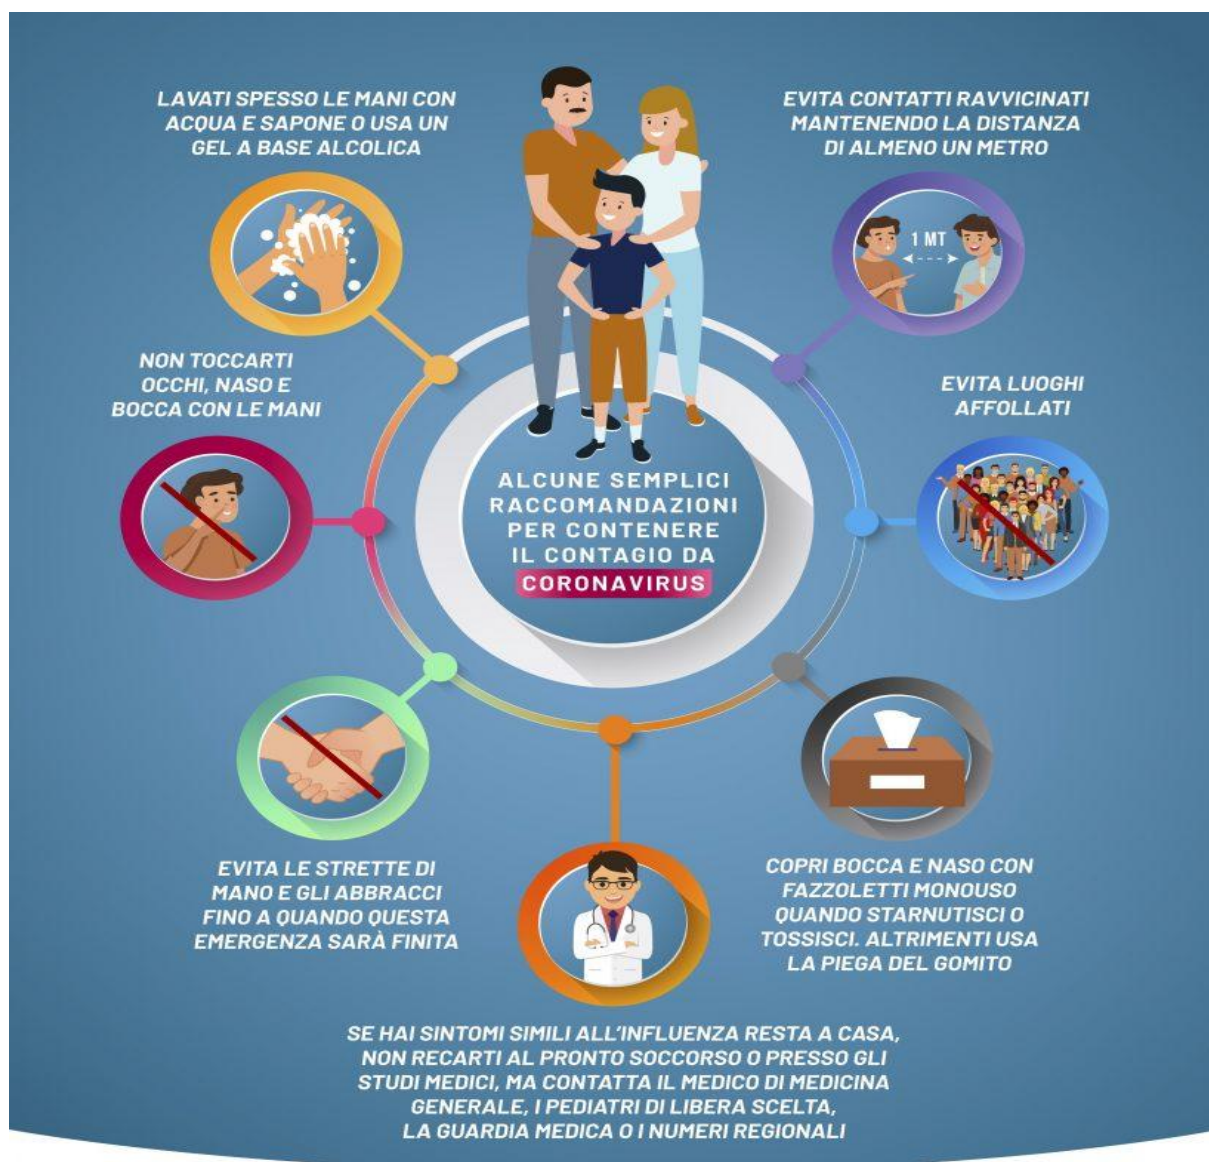 LAVATI SPESSO LE MANI CON
ACQUA E SAPONE O USA UN
GEL A BASE ALCOLICA
EVITA CONTATTI RAVVICINATI
MANTENENDO LA DISTANZA
DI ALMENO UN METRO
1 MT
NON TOCCARTI
OCCHI, NASO E
BOCCA CON LE MANI
EVITA LUOGHI
AFFOLLATI
ALCUNE SEMPLICI
RACCOMANDAZIONI
PER CONTENERE
IL CONTAGIO DA
CORONAVIRUS
EVITA LE STRETTE DI
MANO E GLI ABBRACCI
FINO A QUANDO QUESTA
EMERGENZA SARÀ FINITA
COPRI BOCCA E NASO CON
FAZZOLETTI MONOUSO
QUANDO STARNUTISCI O
TOSSISCI. ALTRIMENTI USA
LA PIEGA DEL GOMITO
SE HAI SINTOMI SIMILI ALL'INFLUENZA RESTA A CASA,
NON RECARTI AL PRONTO SOCCORSO O PRESSO GLI
STUDI MEDICI, MA CONTATTA IL MEDICO DI MEDICINA
GENERALE, I PEDIATRI DI LIBERA SCELTA,
LA GUARDIA MEDICA O I NUMERI REGIONALI